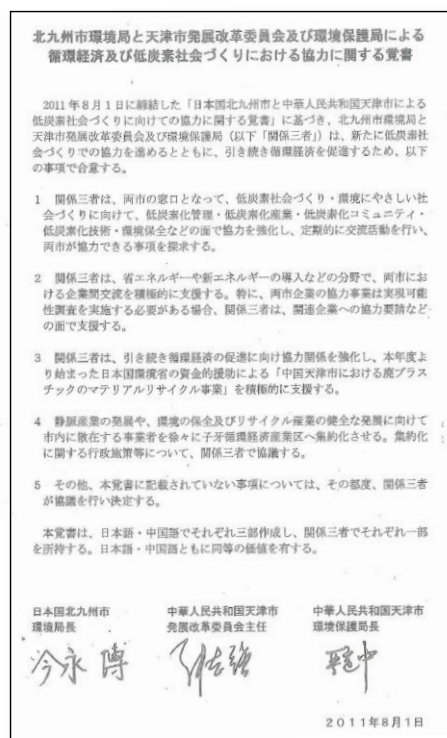 北九州市環境局と天津市発展改革委員会及び環境保護局による
循環経済及び低炭素社会づくりにおける協力に関する覚書
2011年8月1日に締結した「日本国北九州市と中華人民共和国天津市による
低炭素社会づくりに向けての協力に関する覚書」に基づき、北九州市環境局と
天津市発展改革委員会及び環境保護局(以下「関係三者」)は、新たに低炭素社
会づくりでの協力を進めるとともに、引き続き循環経済を促進するため、以下
の事項で合意する。
1 関係三者は、両市の窓口となって、低炭素社会づくり・環境にやさしい社
会づくりに向けて、低炭素化管理・低炭素化産業・低炭素化コミュニティ・
低炭素化技術・環境保全などの面で協力を強化し、定期的に交流活動を行い、
両市が協力できる事項を探求する。
2 関係三者は、省エネルギーや新エネルギーの導入などの分野で、両市にお
ける企業間交流を積極的に支援する。特に、両市企業の協力事業は実現可能
性調査を実施する必要がある場合、関係三者は、関連企業への協力要請など
の面で支援する。
3 関係三者は、引き続き循環経済の促進に向け協力関係を強化し、本年度よ
り始まった日本国環境省の資金的援助による「中国天津市における廃プラス
チックのマテリアルリサイクル事業」を積極的に支援する。
4 静脈産業の発展や、環境の保全及びリサイクル産業の健全な発展に向けて
市内に散在する事業者を徐々に子牙循環経済産業区へ集約化させる。集約化
に関する行政施策等について、関係三者で協議する。
5 その他、本覚書に記載されていない事項については、その都度、関係三者
が協議を行い決定する。
本覚書は、日本語・中国語でそれぞれ三部作成し、関係三者でそれぞれ一部
を所持する。日本語・中国語ともに同等の価値を有する。
日本国北九州市 中華人民共和国天津市 中華人民共和国天津市
環境局長 発展改革委員会主任 環境保護局長
今永 博
2011年8月1日